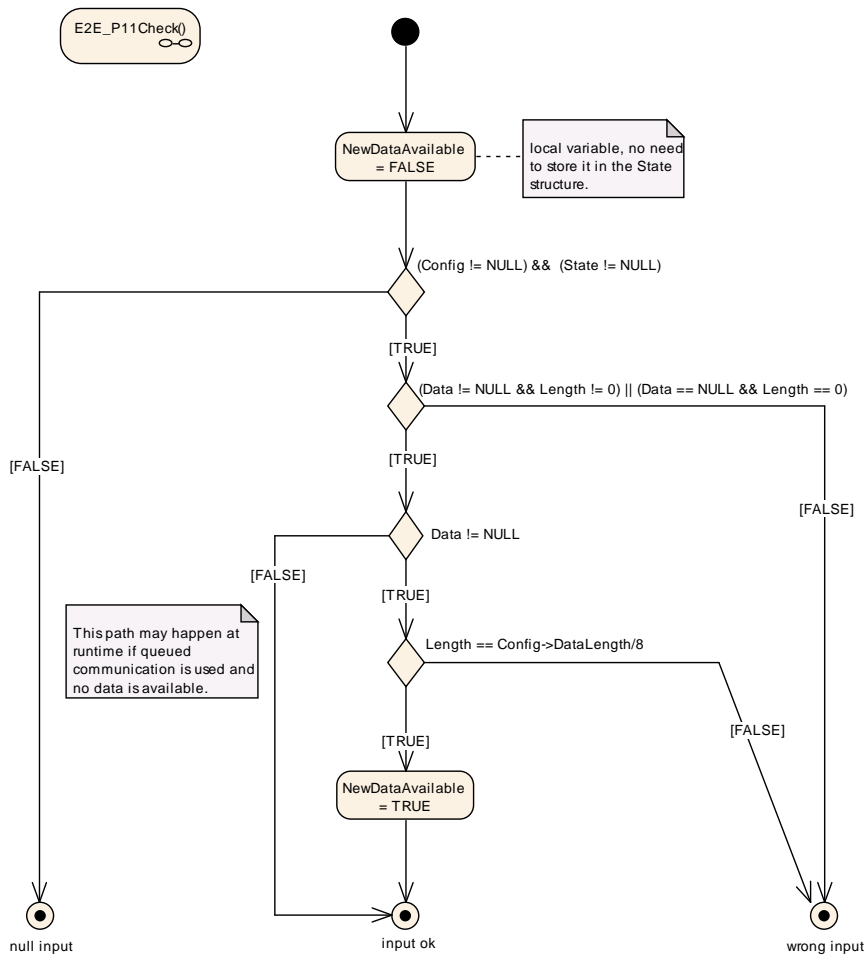 E2E_P11Check()
NewDataAvailable
= FALSE
local variable, no need
to store it in the State
structure.
(Config != NULL) &&  (State != NULL)
[TRUE]
(Data != NULL && Length != 0) || (Data == NULL && Length == 0)
[FALSE]
[TRUE]
[FALSE]
Data != NULL
[FALSE]
[TRUE]
This path may happen at
runtime if queued
communication is used and
no data is available.
Length == Config->DataLength/8
[FALSE]
[TRUE]
NewDataAvailable
= TRUE
null input
input ok
wrong input